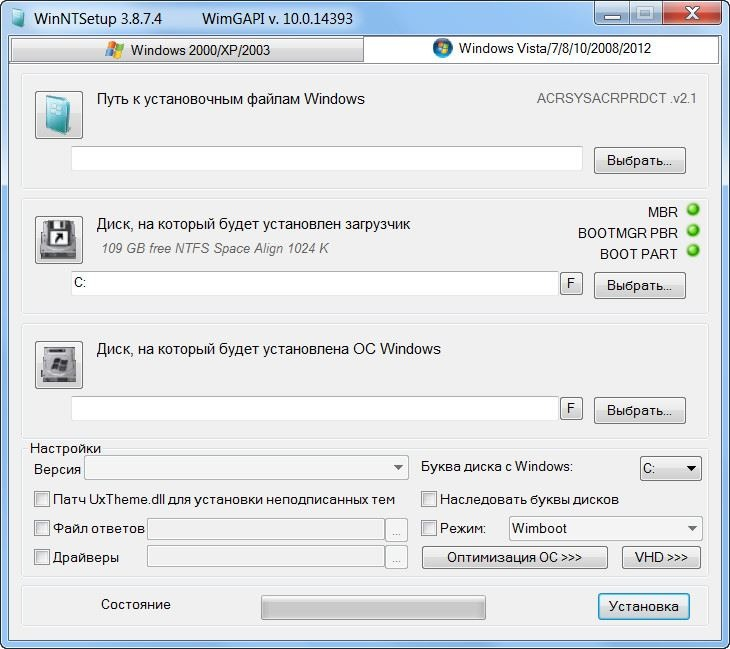 WinNTSetup 3.8.7.4 WimGAPI v. 10.0.14393
Windows 2000/XP/2003 Windows Vista/7/8/10/2008/2012
Путь к установочным файлам Windows ACRSYSACRPRDCT .v2.1
Выбрать...
Диск, на который будет установлен загрузчик
MBR
109 GB free NTFS Space Align 1024 K
BOOTMGR PBR
BOOT PART
C: F Выбрать...
Диск, на который будет установлена ОС Windows
F Выбрать...
Настройки
Версия Буква диска с Windows: C:
Патч UxTheme.dll для установки неподписанных тем Наследовать буквы дисков
Файл ответов ... Режим: Wimboot
Драйверы ... Оптимизация ОС >>> VHD >>>
Состояние Установка